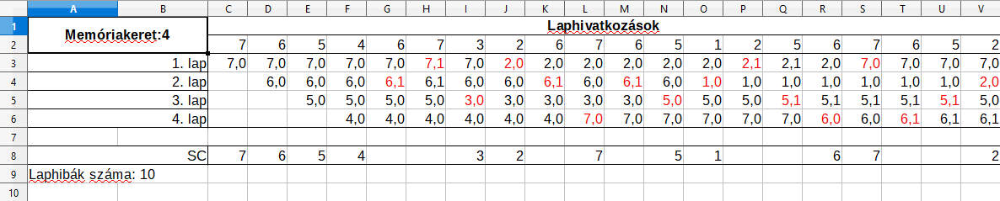 A B C D E F G H I J K L M N O P Q R S T U V
1 Memóriakeret:4 Laphivatkozások
2 7 6 5 4 6 7 3 2 6 7 6 5 1 2 5 6 7 6 5 2
3 1. lap 7,0 7,0 7,0 7,0 7,0 7,1 7,0 2,0 2,0 2,0 2,0 2,0 2,0 2,1 2,1 2,0 7,0 7,0 7,0 7,0
4 2. lap 6,0 6,0 6,0 6,1 6,1 6,0 6,0 6,1 6,0 6,1 6,0 1,0 1,0 1,0 1,0 1,0 1,0 1,0 2,0
5 3. lap 5,0 5,0 5,0 5,0 3,0 3,0 3,0 3,0 3,0 5,0 5,0 5,0 5,1 5,1 5,1 5,1 5,1 5,0
6 4. lap 4,0 4,0 4,0 4,0 4,0 4,0 7,0 7,0 7,0 7,0 7,0 7,0 6,0 6,0 6,1 6,1 6,1
7
8 SC 7 6 5 4 3 2 7 5 1 6 7 2
9 Laphibák száma: 10
10